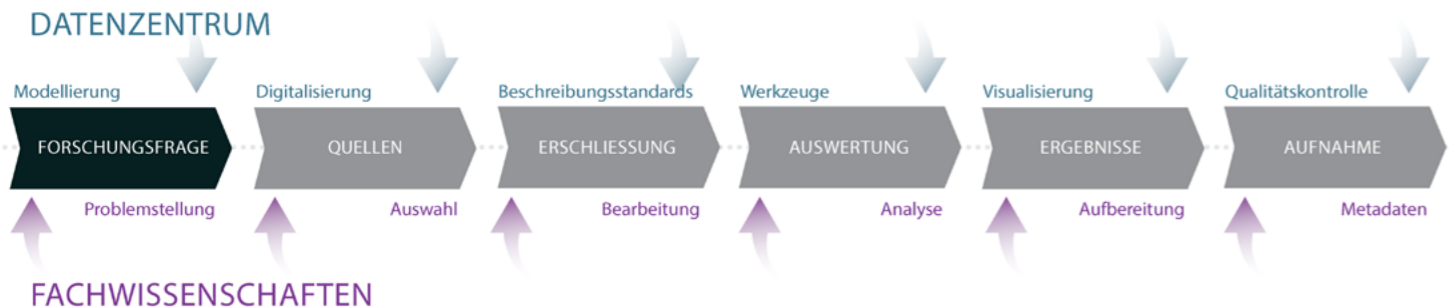 DATENZENTRUM
Modellierung Digitalisierung Beschreibungsstandards Werkzeuge Visualisierung Qualitätskontrolle
FORSCHUNGSFRAGE QUELLEN ERSCHLIESSUNG AUSWERTUNG ERGEBNISSE AUFNAHME
Problemstellung Auswahl Bearbeitung Analyse Aufbereitung Metadaten
FACHWISSENSCHAFTEN